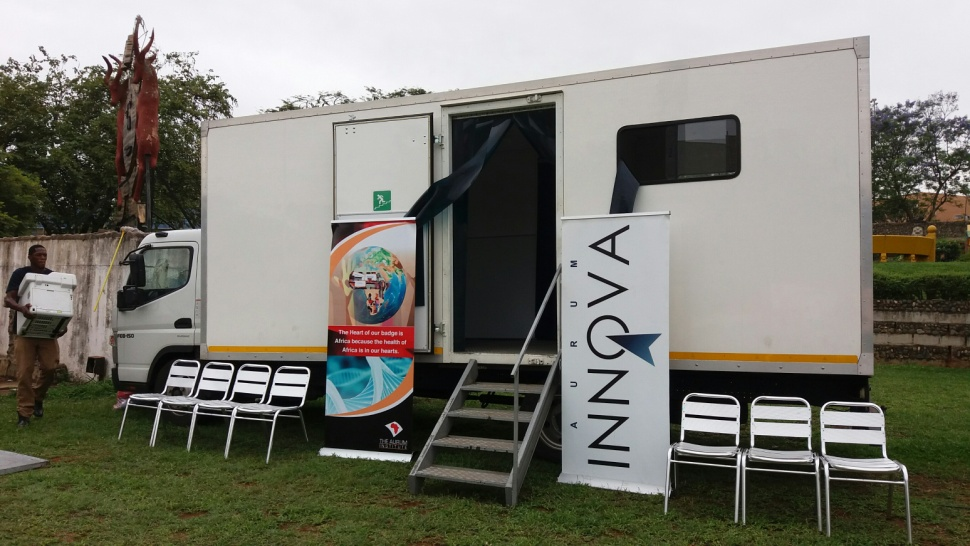 The Heart of our badge is
Africa because the health of
Africa is in our hearts.
THE AURUM
INSTITUTE
AURUM
INNOVA